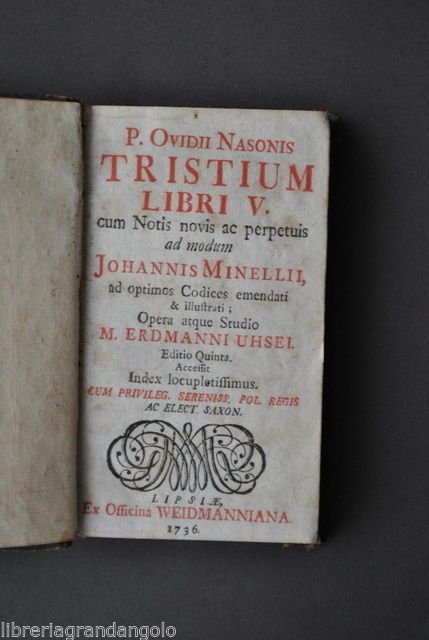 P. OVIDII NASONIS
TRISTIUM
LIBRI V.
cum Notis novis ac perpetuis
ad modum
JOHANNIS MINELLII,
ad optimos Codices emendati
& illustrati ;
Opera atque Studio
M. ERDMANNI UHSEI.
Editio Quinta.
Accessit
Index locupletissimus.
CUM PRIVILEG. SERENISS. POL. REGIS
AC ELECT. SAXON.
LIPSIÆ,
Ex Officina WEIDMANNIANA.
1736.
libreriagrandangolo